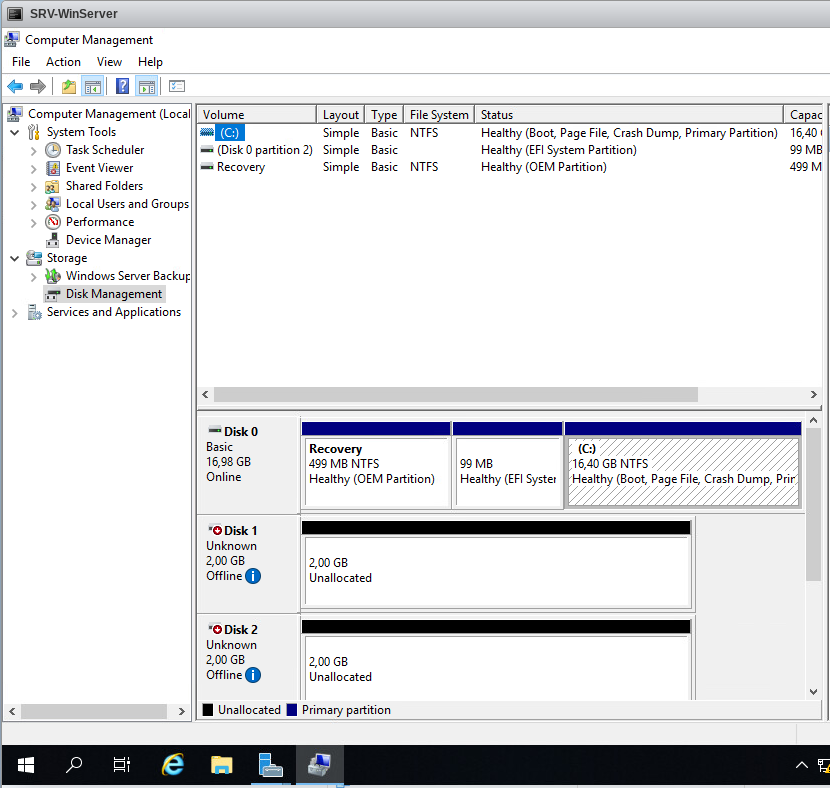 SRV-WinServer
Computer Management
File Action View Help
Computer Management (Local
System Tools
Task Scheduler
Event Viewer
Shared Folders
Local Users and Groups
Performance
Device Manager
Storage
Windows Server Backup
Disk Management
Services and Applications
Volume Layout Type File System Status Capac
(C:) Simple Basic NTFS Healthy (Boot, Page File, Crash Dump, Primary Partition) 16,40
(Disk 0 partition 2) Simple Basic Healthy (EFI System Partition) 99 MB
Recovery Simple Basic NTFS Healthy (OEM Partition) 499 M
Disk 0
Basic
16,98 GB
Online
Recovery
499 MB NTFS
Healthy (OEM Partition)
99 MB
Healthy (EFI Syster
(C:)
16,40 GB NTFS
Healthy (Boot, Page File, Crash Dump, Prin
Disk 1
Unknown
2,00 GB
Offline
2,00 GB
Unallocated
Disk 2
Unknown
2,00 GB
Offline
2,00 GB
Unallocated
Unallocated Primary partition